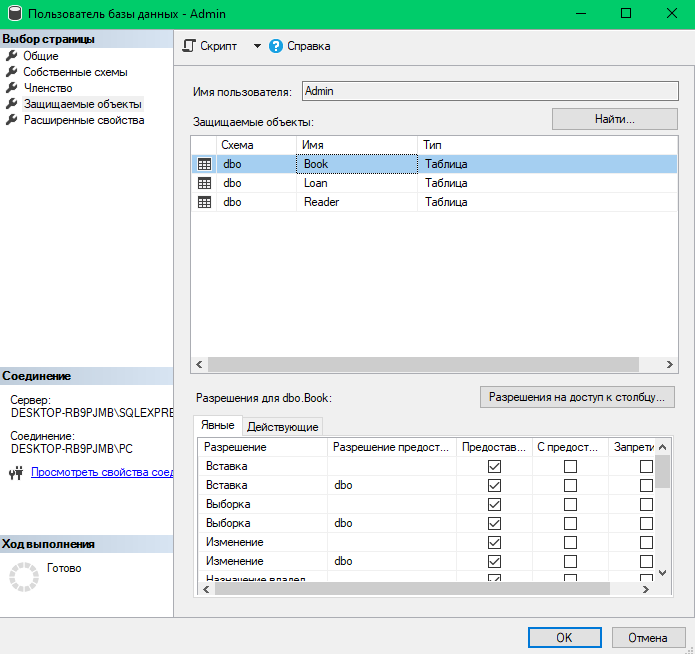 Пользователь базы данных - Admin
Выбор страницы
Общие
Собственные схемы
Членство
Защищаемые объекты
Расширенные свойства
Соединение
Сервер:
DESKTOP-RB9PJMB\SQLEXPRE
Соединение:
DESKTOP-RB9PJMB\PC
Просмотреть свойства соед
Ход выполнения
Готово
Скрипт
Справка
Имя пользователя: Admin
Защищаемые объекты: Найти...
Схема Имя Тип
dbo Book Таблица
dbo Loan Таблица
dbo Reader Таблица
Разрешения для dbo.Book: Разрешения на доступ к столбцу...
Явные Действующие
Разрешение Разрешение предост... Предостав... С предост... Запрети
Вставка
Вставка dbo
Выборка
Выборка dbo
Изменение
Изменение dbo
Назначение владел
OK Отмена